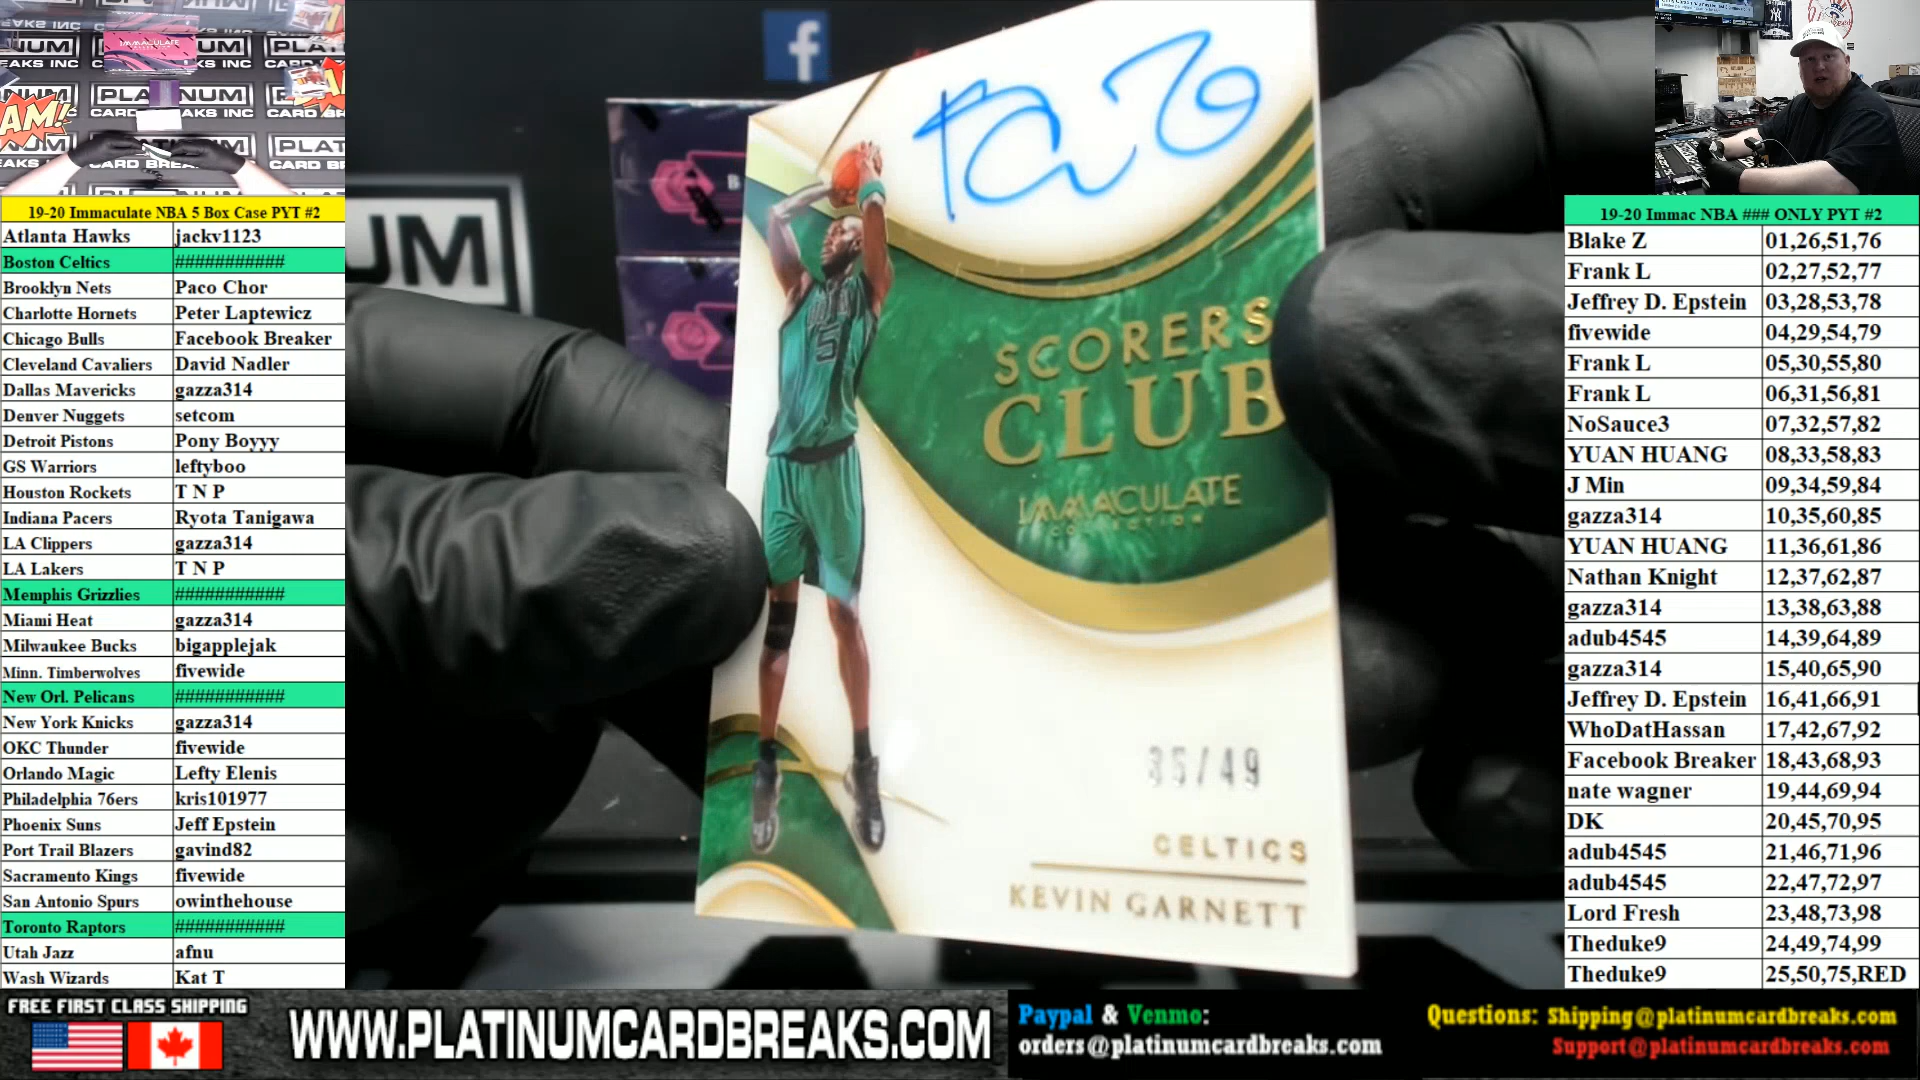 19-20 Immaculate NBA 5 Box Case PYT #2
Atlanta Hawks jackv1123
Boston Celtics ###########
Brooklyn Nets Paco Chor
Charlotte Hornets Peter Laptewicz
Chicago Bulls Facebook Breaker
Cleveland Cavaliers David Nadler
Dallas Mavericks gazza314
Denver Nuggets setcom
Detroit Pistons Pony Boyyy
GS Warriors leftyboo
Houston Rockets T N P
Indiana Pacers Ryota Tanigawa
LA Clippers gazza314
LA Lakers T N P
Memphis Grizzlies ###########
Miami Heat gazza314
Milwaukee Bucks bigapplejak
Minn. Timberwolves fivewide
New Orl. Pelicans ###########
New York Knicks gazza314
OKC Thunder fivewide
Orlando Magic Lefty Elenis
Philadelphia 76ers kris101977
Phoenix Suns Jeff Epstein
Port Trail Blazers gavind82
Sacramento Kings fivewide
San Antonio Spurs owinthehouse
Toronto Raptors ###########
Utah Jazz afnu
Wash Wizards Kat T
SCORERS
CLUB
IMMACULATE
COLLECTION
35/49
CELTICS
KEVIN GARNETT
19-20 Immac NBA ### ONLY PYT #2
Blake Z 01,26,51,76
Frank L 02,27,52,77
Jeffrey D. Epstein 03,28,53,78
fivewide 04,29,54,79
Frank L 05,30,55,80
Frank L 06,31,56,81
NoSauce3 07,32,57,82
YUAN HUANG 08,33,58,83
J Min 09,34,59,84
gazza314 10,35,60,85
YUAN HUANG 11,36,61,86
Nathan Knight 12,37,62,87
gazza314 13,38,63,88
adub4545 14,39,64,89
gazza314 15,40,65,90
Jeffrey D. Epstein 16,41,66,91
WhoDatHassan 17,42,67,92
Facebook Breaker 18,43,68,93
nate wagner 19,44,69,94
DK 20,45,70,95
adub4545 21,46,71,96
adub4545 22,47,72,97
Lord Fresh 23,48,73,98
Theduke9 24,49,74,99
Theduke9 25,50,75,RED
FREE FIRST CLASS SHIPPING
WWW.PLATINUMCARDBREAKS.COM
Paypal & Venmo:
orders@platinumcardbreaks.com
Questions: Shipping@platinumcardbreaks.com
Support@platinumcardbreaks.com